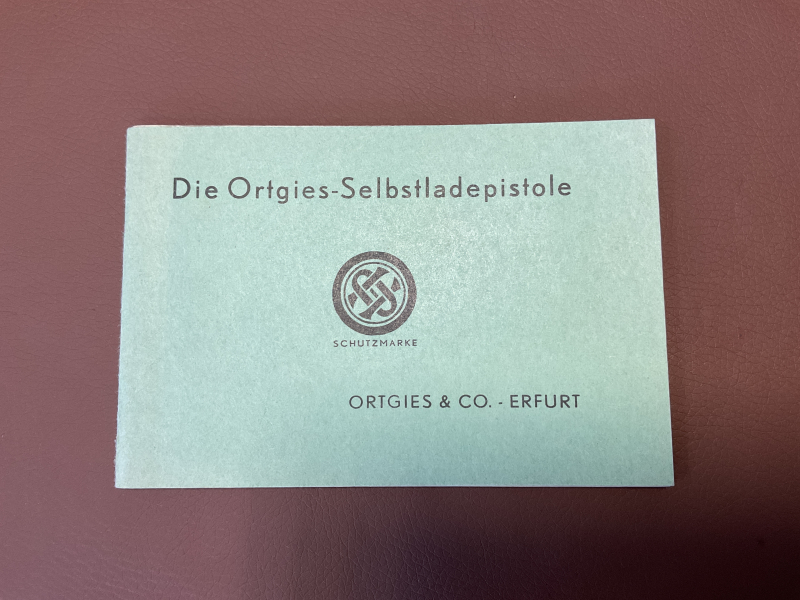 Die Ortgies-Selbstladepistole
SCHUTZMARKE
ORTGIES & CO. - ERFURT